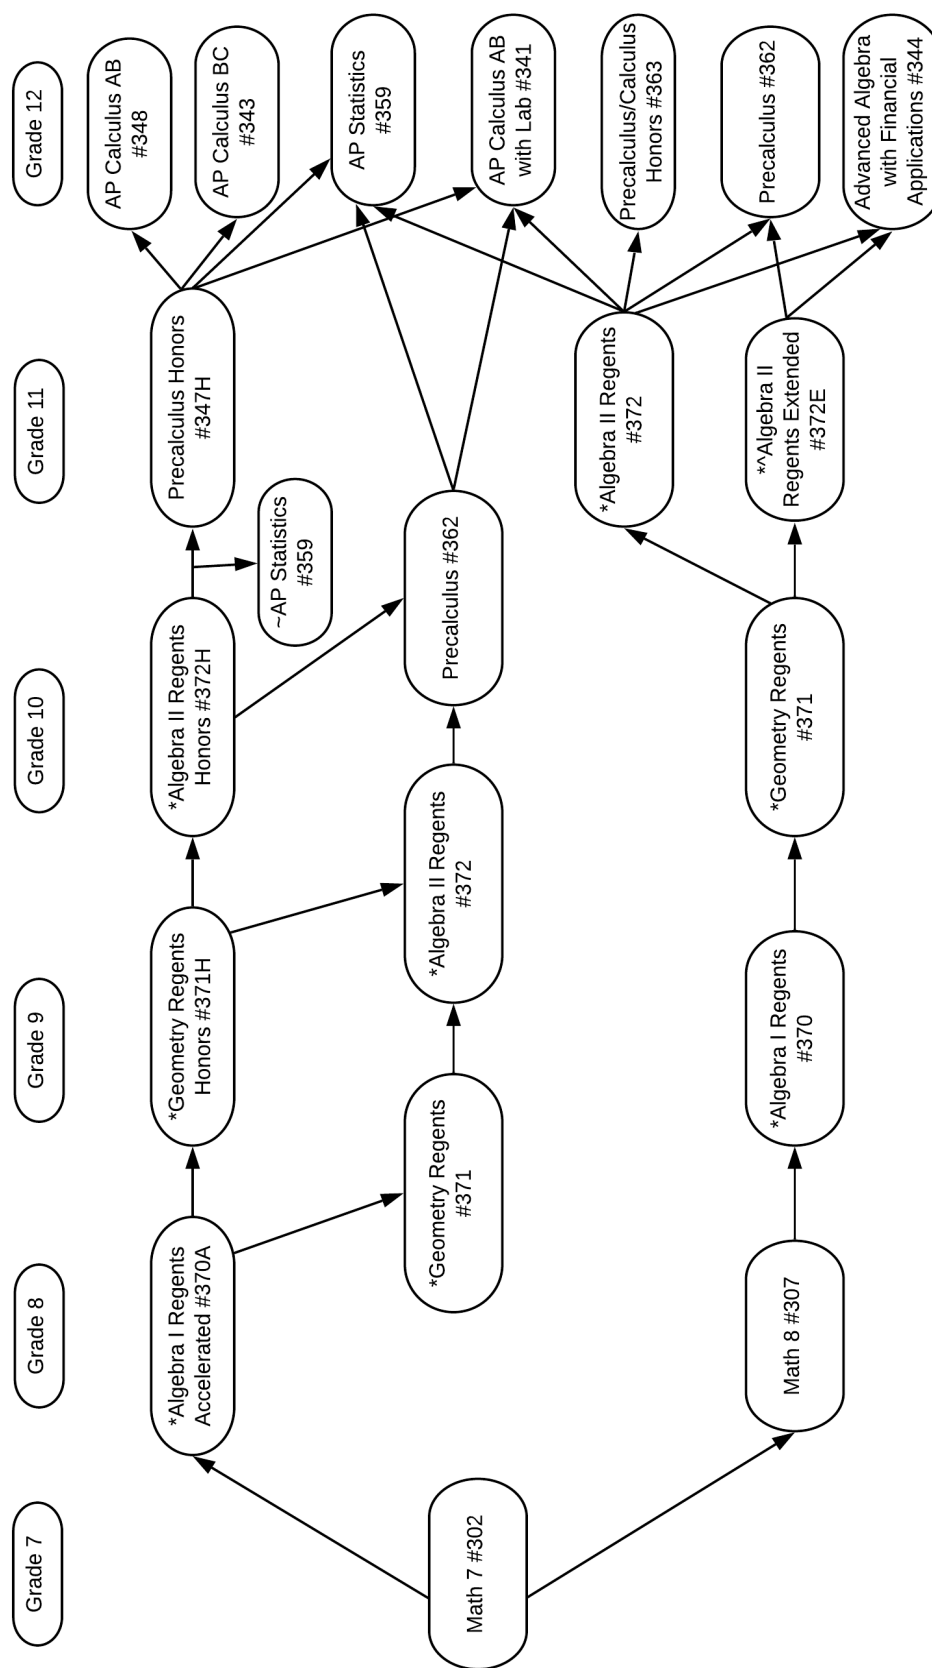 Grade 7
Grade 8
Grade 9
Grade 10
Grade 11
Grade 12
Math 7 #302
*Algebra I Regents
Accelerated #370A
*Geometry Regents
Honors #371H
*Algebra II Regents
Honors #372H
Precalculus Honors
#347H
~AP Statistics
#359
*Geometry Regents
#371
*Algebra II Regents
#372
Precalculus #362
Math 8 #307
*Algebra I Regents
#370
*Geometry Regents
#371
*Algebra II Regents
#372
*^Algebra II
Regents Extended
#372E
AP Calculus AB
#348
AP Calculus BC
#343
AP Statistics
#359
AP Calculus AB
with Lab #341
Precalculus/Calculus
Honors #363
Precalculus #362
Advanced Algebra
with Financial
Applications #344